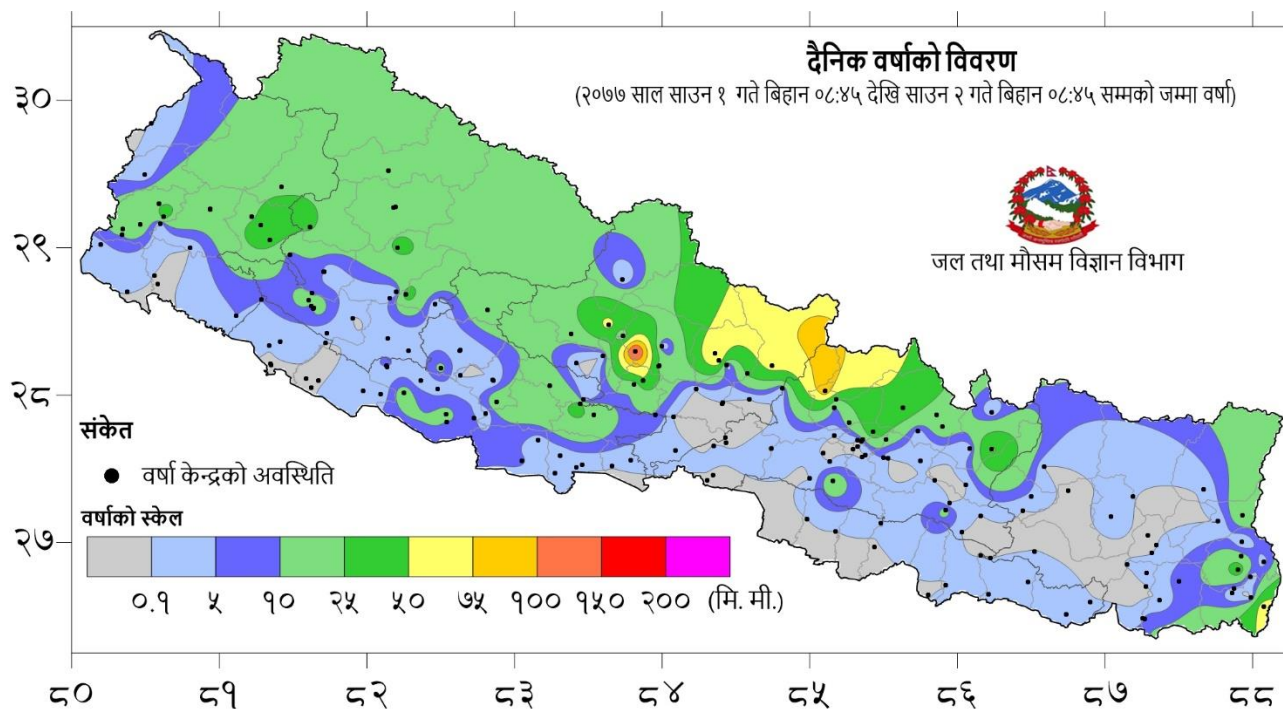 दैनिक वर्षाको विवरण
(२०७७ साल साउन १ गते बिहान ०८:४५ देखि साउन २ गते बिहान ०८:४५ सम्मको जम्मा वर्षा)
३०
जल तथा मौसम विज्ञान विभाग
२९
२८
संकेत
वर्षा केन्द्रको अवस्थिति
वर्षाको स्केल
२७
०.१ ५ १० २५ ५० ७५ १०० १५० २०० (मि. मी.)
८० ८१ ८२ ८३ ८४ ८५ ८६ ८७ ८८